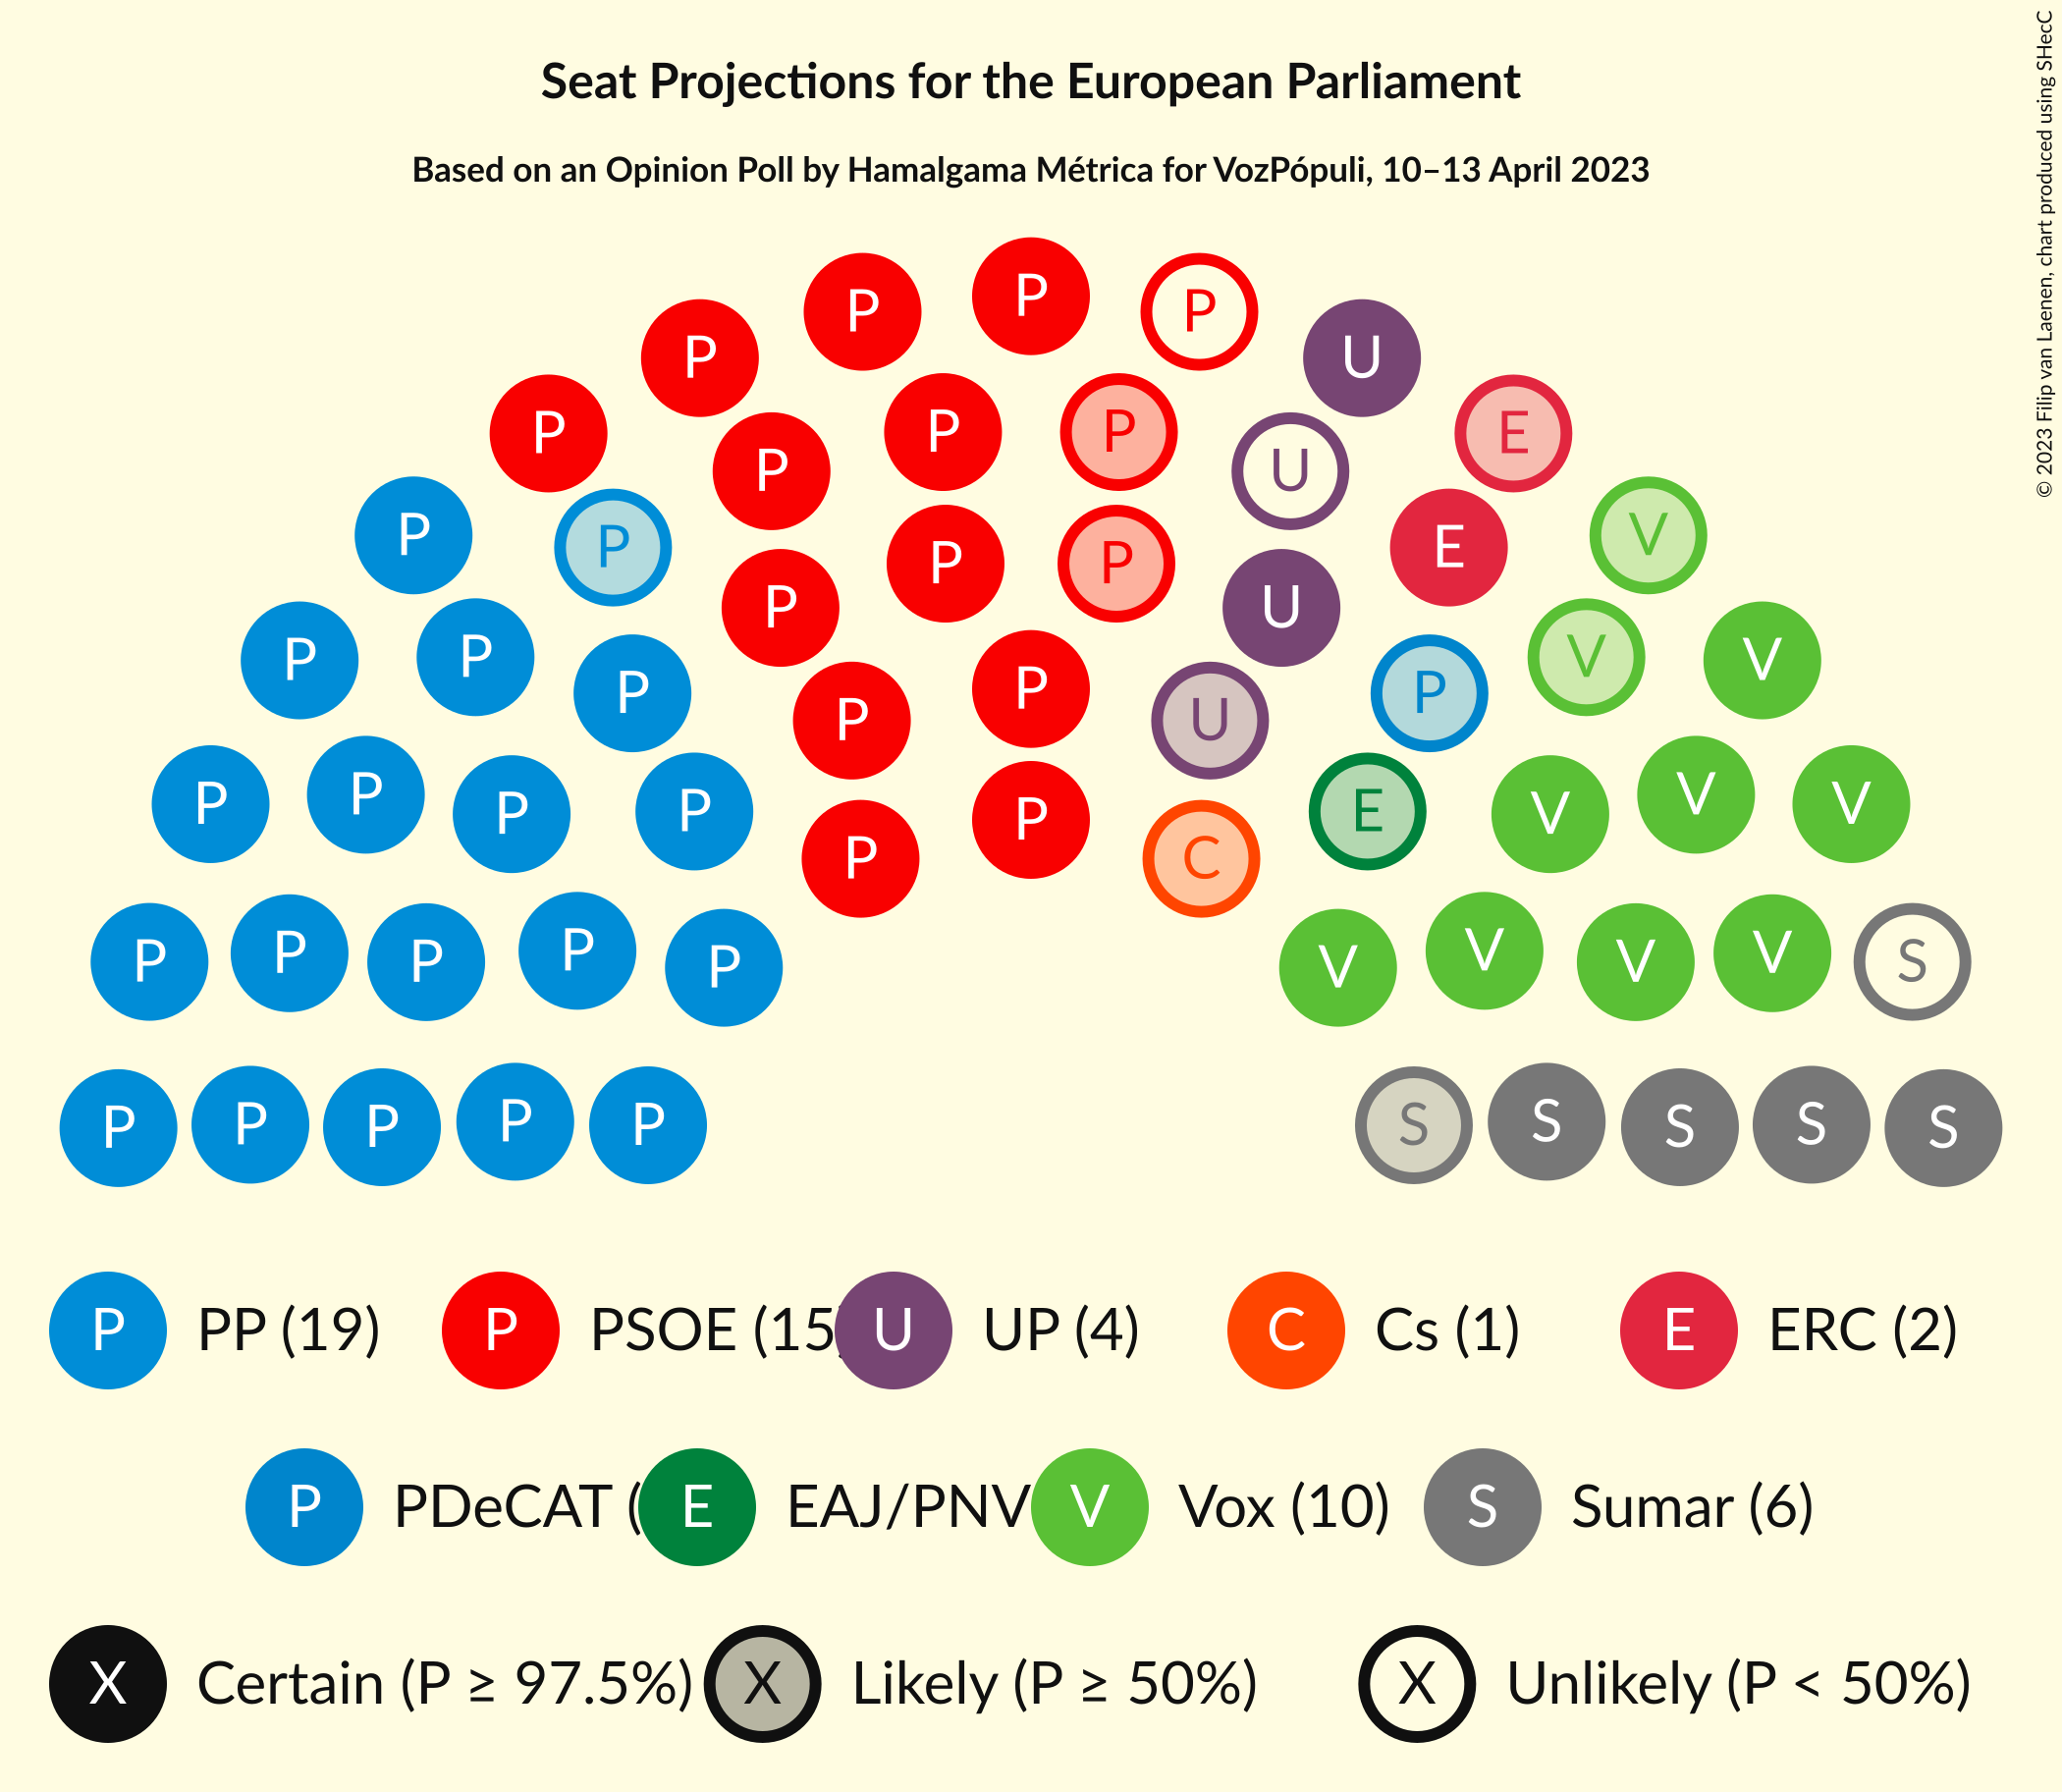 Seat Projections for the European Parliament
Based on an Opinion Poll by Hamalgama Métrica for VozPópuli, 10–13 April 2023
© 2023 Filip van Laenen, chart produced using SHecC
P P P
P P P U
P P P U E
P P P U E V
P P P P U P V V
P P P P P
P P P P U E V V V
P P C
P P P P P V V V V S
P P P P P S S S S S
P PP (19) P PSOE (15 U UP (4) C Cs (1) E ERC (2)
P PDeCAT ( E EAJ/PNV V Vox (10) S Sumar (6)
X Certain (P ≥ 97.5%) X Likely (P ≥ 50%) X Unlikely (P < 50%)